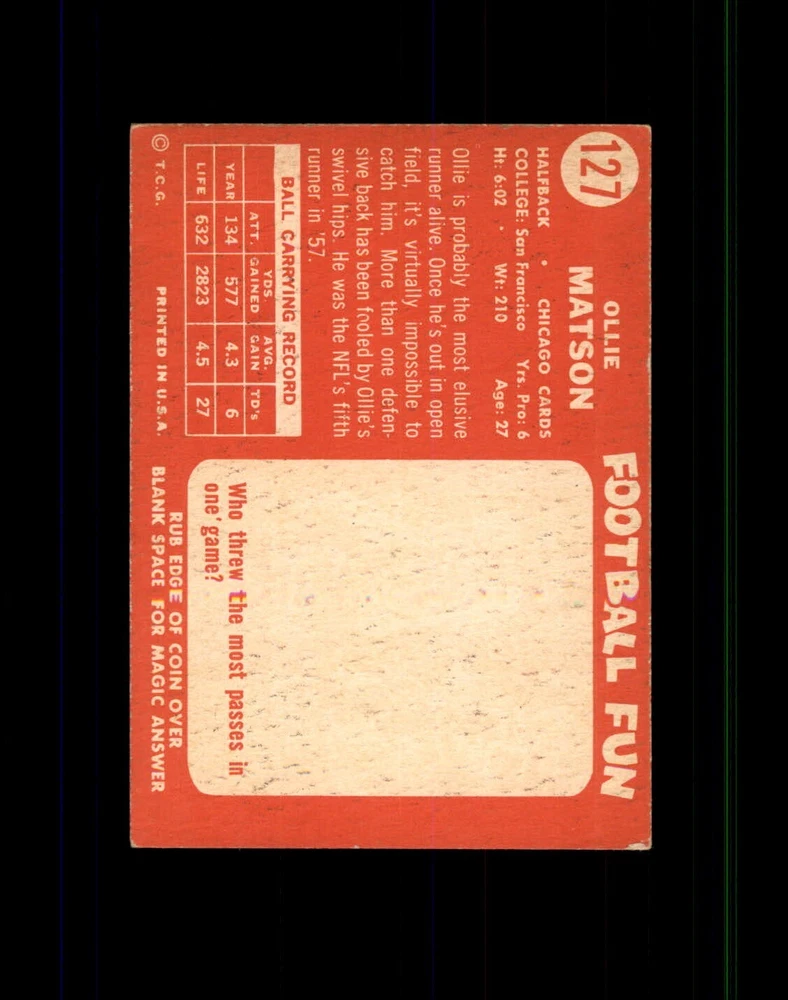 127
OLLIE
MATSON
HALFBACK • CHICAGO CARDS
COLLEGE: San Francisco Yrs. Pro: 6
Ht: 6:02 • Wt: 210 Age: 27
Ollie is probably the most elusive
runner alive. Once he's out in open
field, it's virtually impossible to
catch him. More than one defen-
sive back has been fooled by Ollie's
swivel hips. He was the NFL's fifth
runner in '57.
BALL CARRYING RECORD
ATT. YDS GAINED AVG. GAIN TD's
YEAR 134 577 4.3 6
LIFE 632 2823 4.5 27
© T.C.G. PRINTED IN U.S.A.
FOOTBALL FUN
Who threw the most passes in
one game?
RUB EDGE OF COIN OVER
BLANK SPACE FOR MAGIC ANSWER